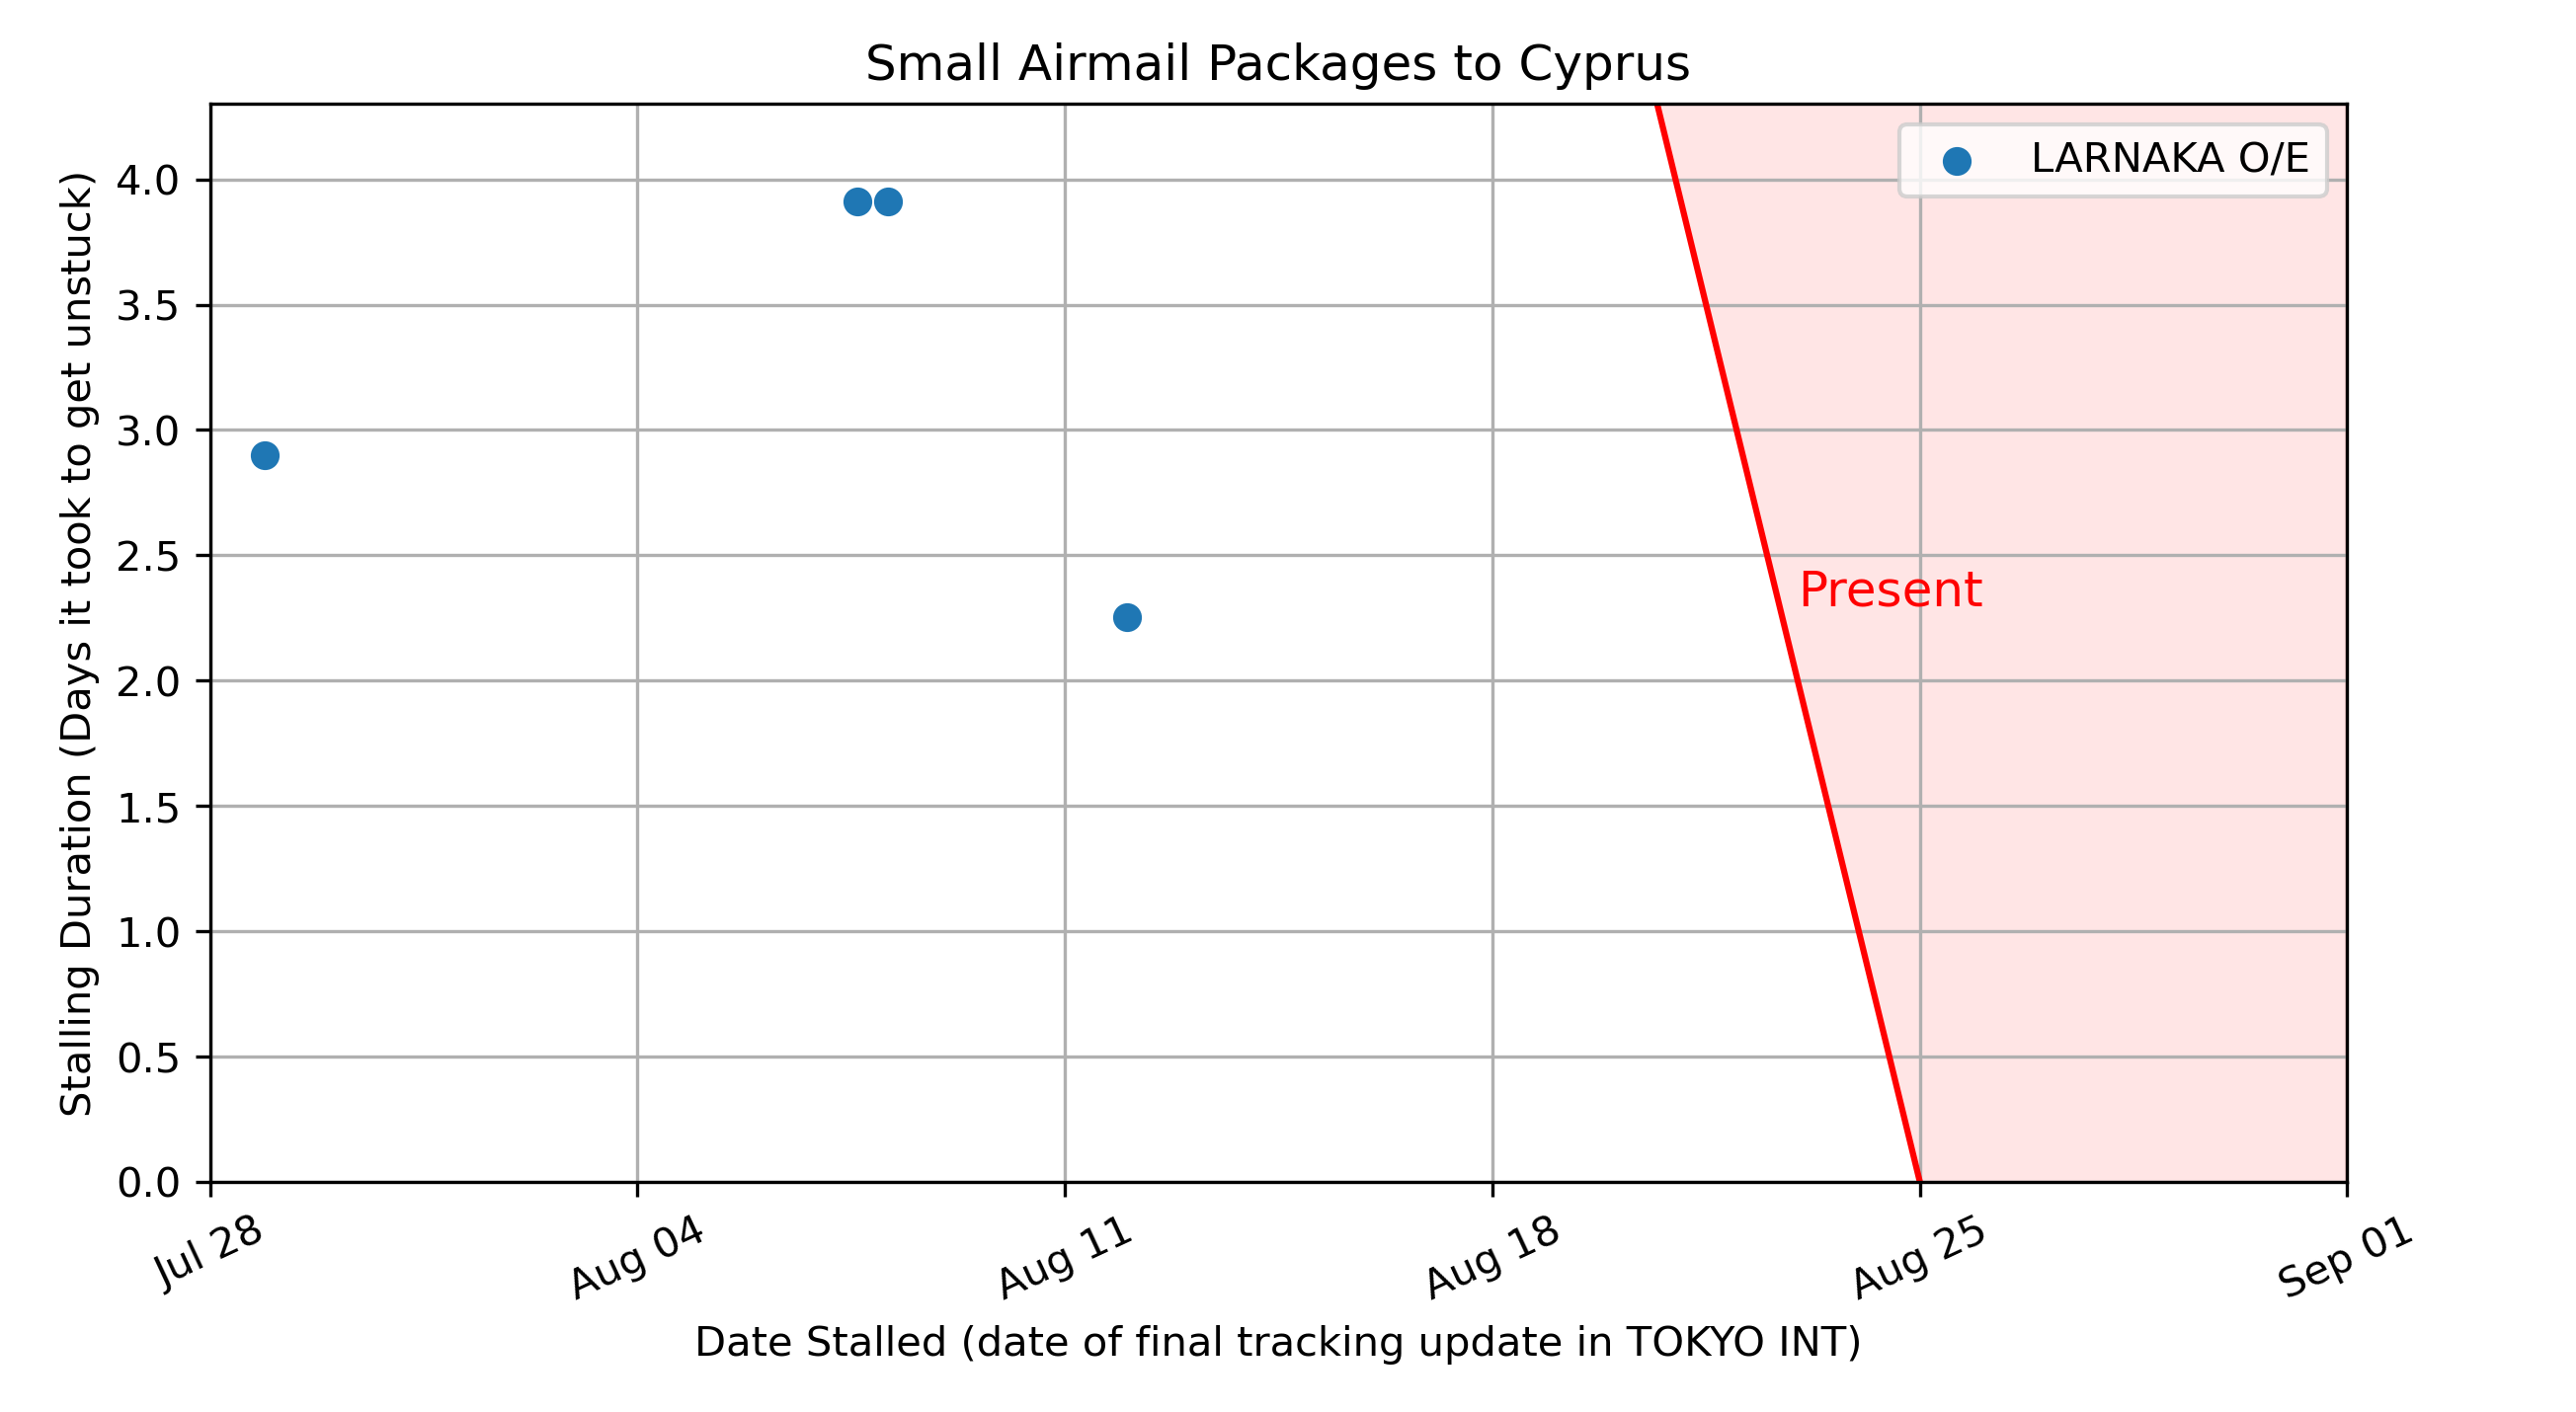 Small Airmail Packages to Cyprus
LARNAKA O/E
Stalling Duration (Days it took to get unstuck)
4.0
3.5
3.0
2.5
2.0
1.5
1.0
0.5
0.0
Present
Jul 28
Aug 04
Aug 11
Aug 18
Aug 25
Sep 01
Date Stalled (date of final tracking update in TOKYO INT)